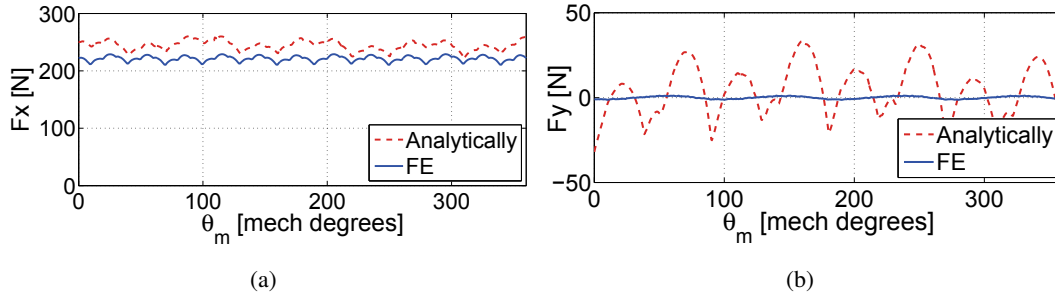 300
200
100
0
Fx [N]
0
100
200
300
θm [mech degrees]
Analytically
FE
(a)
50
0
−50
Fy [N]
0
100
200
300
θm [mech degrees]
Analytically
FE
(b)